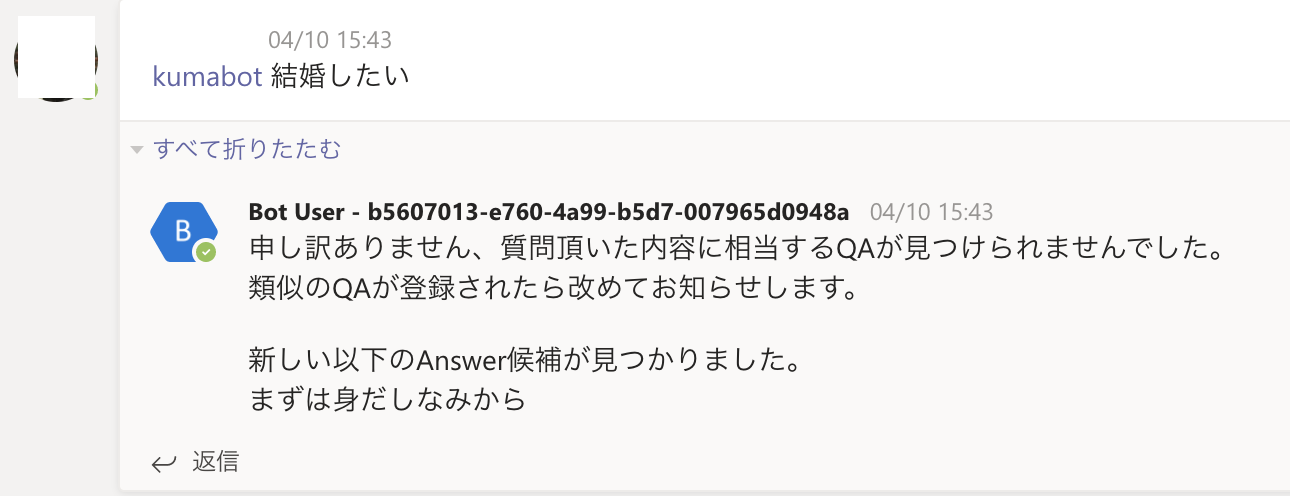 04/10 15:43
kumabot 結婚したい
すべて折りたたむ
B
Bot User - b5607013-e760-4a99-b5d7-007965d0948a 04/10 15:43
申し訳ありません、質問頂いた内容に相当するQAが見つけられませんでした。
類似のQAが登録されたら改めてお知らせします。
新しい以下のAnswer候補が見つかりました。
まずは身だしなみから
返信